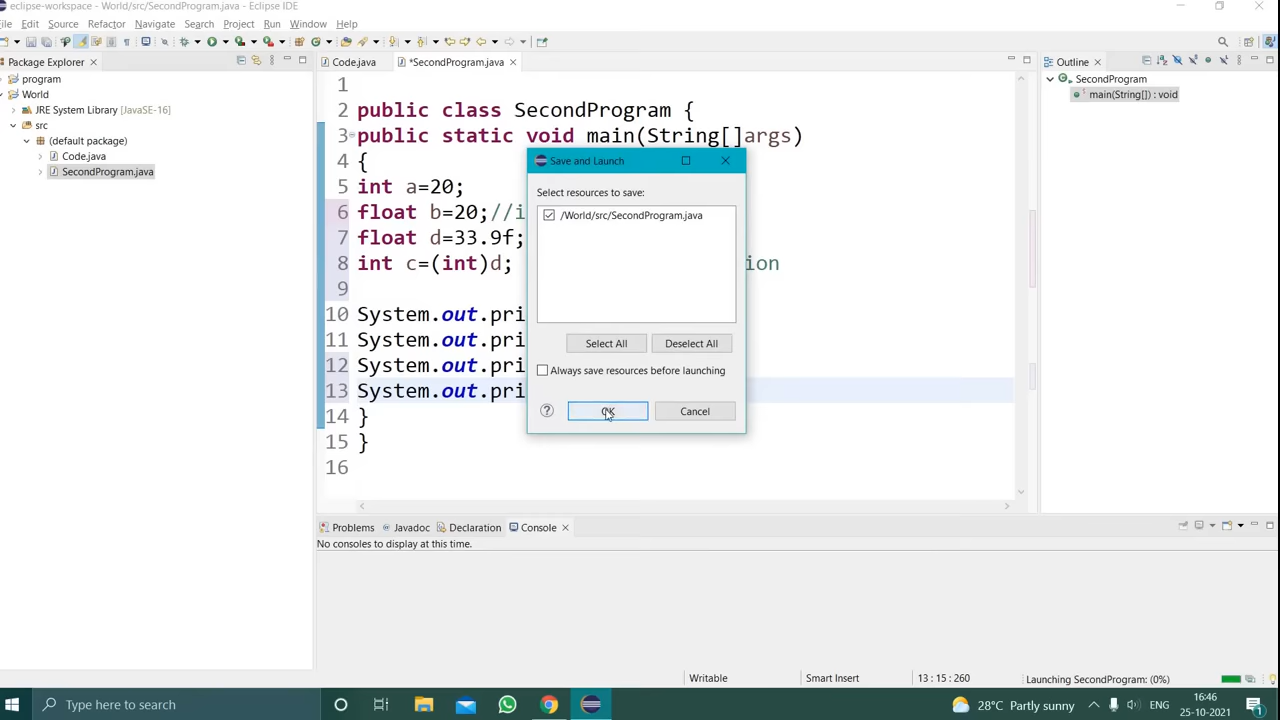 eclipse-workspace - World/src/SecondProgram.java - Eclipse IDE
File Edit Source Refactor Navigate Search Project Run Window Help
Package Explorer
Code.java
*SecondProgram.java
Outline
program
World
JRE System Library [JavaSE-16]
src
(default package)
Code.java
SecondProgram.java
1
2 public class SecondProgram {
3 public static void main(String[]args)
4 {
5 int a=20;
6 float b=20;//i
7 float d=33.9f;
8 int c=(int)d; ion
9
10 System.out.pri
11 System.out.pri
12 System.out.pri
13 System.out.pri
14 }
15 }
16
Save and Launch
Select resources to save:
/World/src/SecondProgram.java
Select All
Deselect All
Always save resources before launching
OK
Cancel
SecondProgram
main(String[]) : void
Problems
Javadoc
Declaration
Console
No consoles to display at this time.
Writable
Smart Insert
13 : 15 : 260
Launching SecondProgram: (0%)
Type here to search
28°C Partly sunny
ENG
16:46
25-10-2021
1